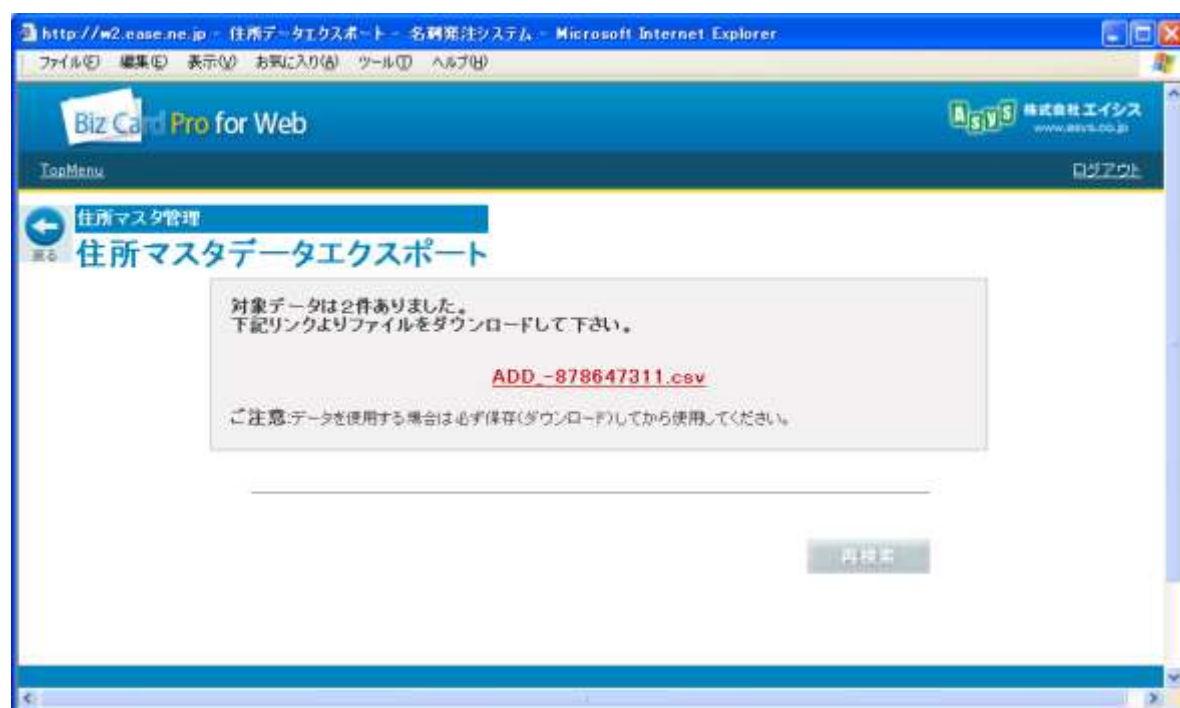 http://w2.ease.ne.jp - 住所データエクスポート - 名刺発注システム - Microsoft Internet Explorer
ファイル(F) 編集(E) 表示(V) お気に入り(A) ツール(T) ヘルプ(H)
Biz Card Pro for Web
Asys 株式会社エイシス
www.asys.co.jp
TopMenu ログアウト
戻る
住所マスタ管理
住所マスタデータエクスポート
対象データは2件ありました。
下記リンクよりファイルをダウンロードして下さい。
ADD_-878647311.csv
ご注意:データを使用する場合は必ず保存(ダウンロード)してから使用してください。
再検索